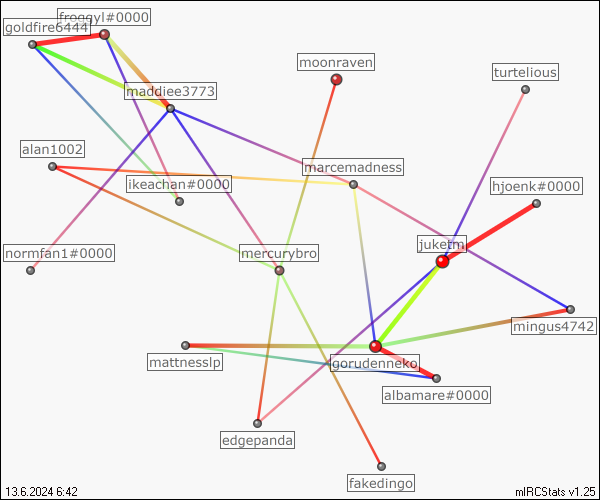 froggyl#0000
goldfire6444
moonraven
turtelious
maddiee3773
alan1002
marcemadness
ikeachan#0000
hjoenk#0000
juketm
normfan1#0000
mercurybro
mingus4742
mattnesslp
gorudenneko
albamare#0000
edgepanda
fakedingo
13.6.2024 6:42
mIRCStats v1.25